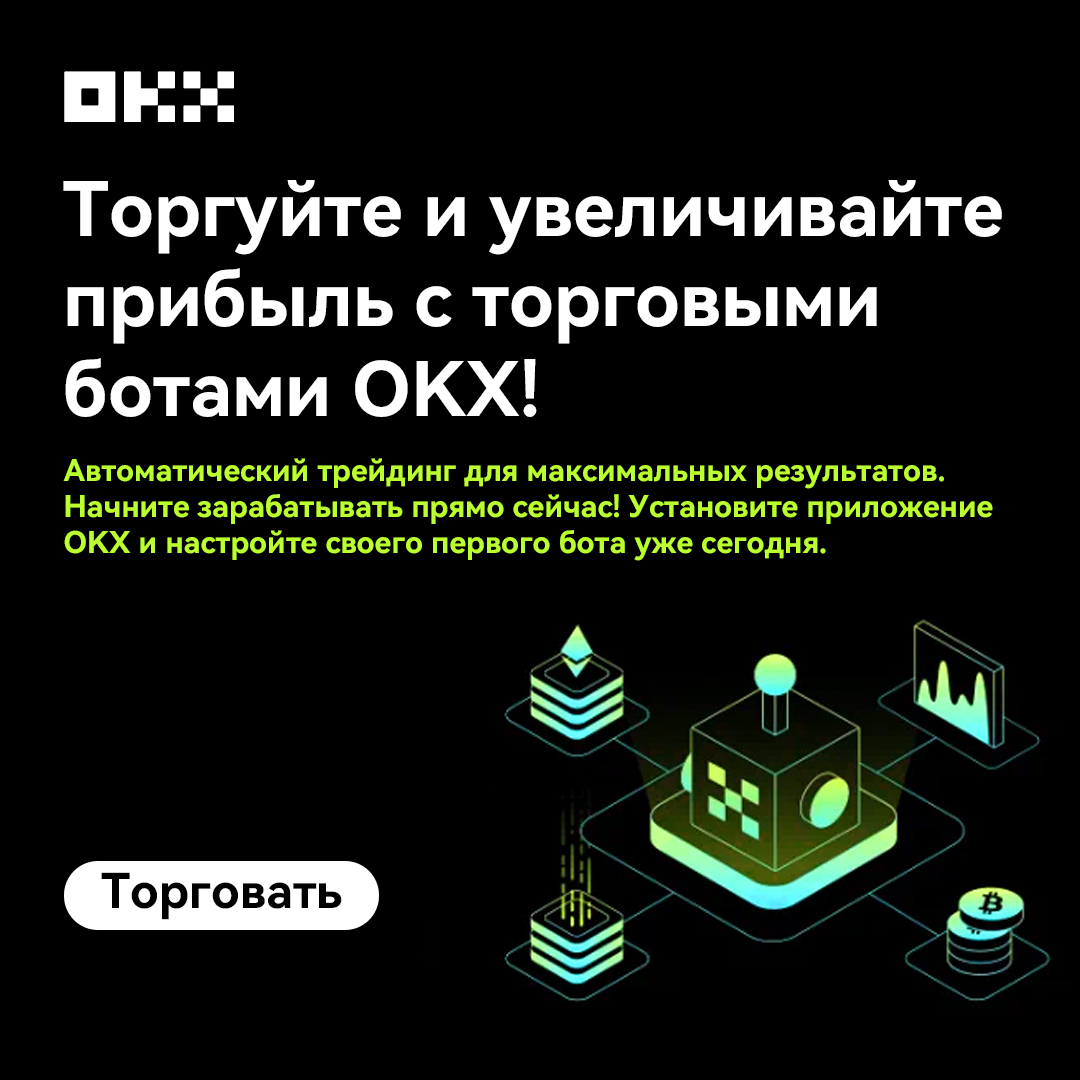 OKX
Торгуйте и увеличивайте
прибыль с торговыми
ботами OKX!
Автоматический трейдинг для максимальных результатов.
Начните зарабатывать прямо сейчас! Установите приложение
OKX и настройте своего первого бота уже сегодня.
Торговать